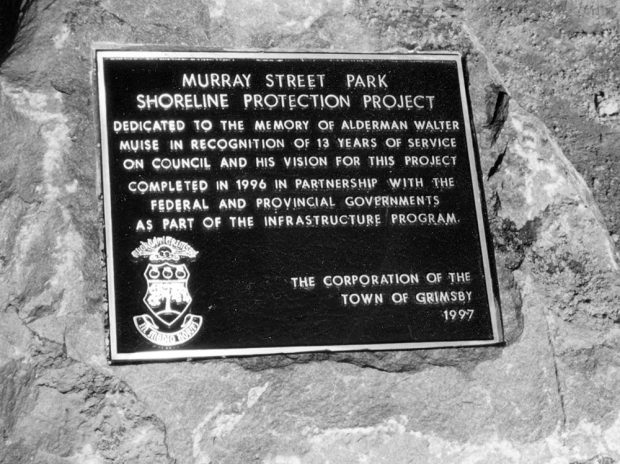 MURRAY STREET PARK
SHORELINE PROTECTION PROJECT
DEDICATED TO THE MEMORY OF ALDERMAN WALTER
MUISE IN RECOGNITION OF 13 YEARS OF SERVICE
ON COUNCIL AND HIS VISION FOR THIS PROJECT
COMPLETED IN 1996 IN PARTNERSHIP WITH THE
FEDERAL AND PROVINCIAL GOVERNMENTS
AS PART OF THE INFRASTRUCTURE PROGRAM.
THE CORPORATION OF THE
TOWN OF GRIMSBY
1997